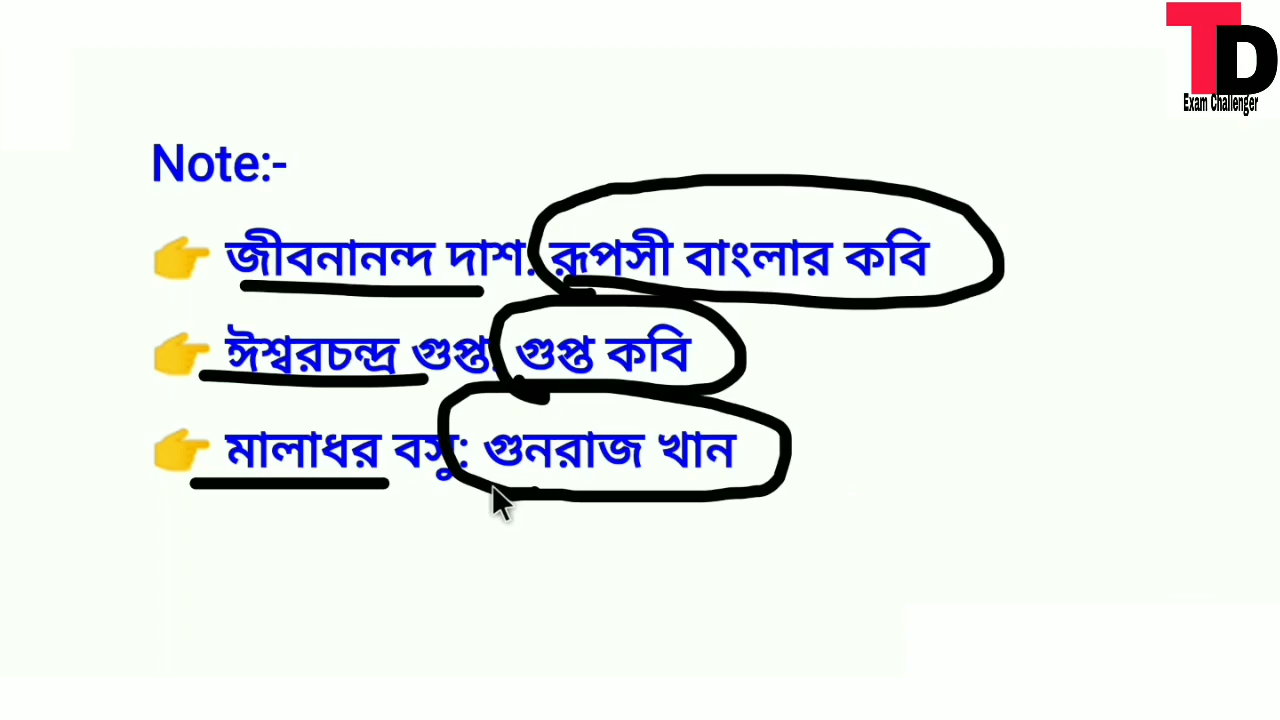 TD
Exam Challenger
Note:-
👉 জীবনানন্দ দাশ: রূপসী বাংলার কবি
👉 ঈশ্বরচন্দ্র গুপ্ত: গুপ্ত কবি
👉 মালাধর বসু: গুনরাজ খান